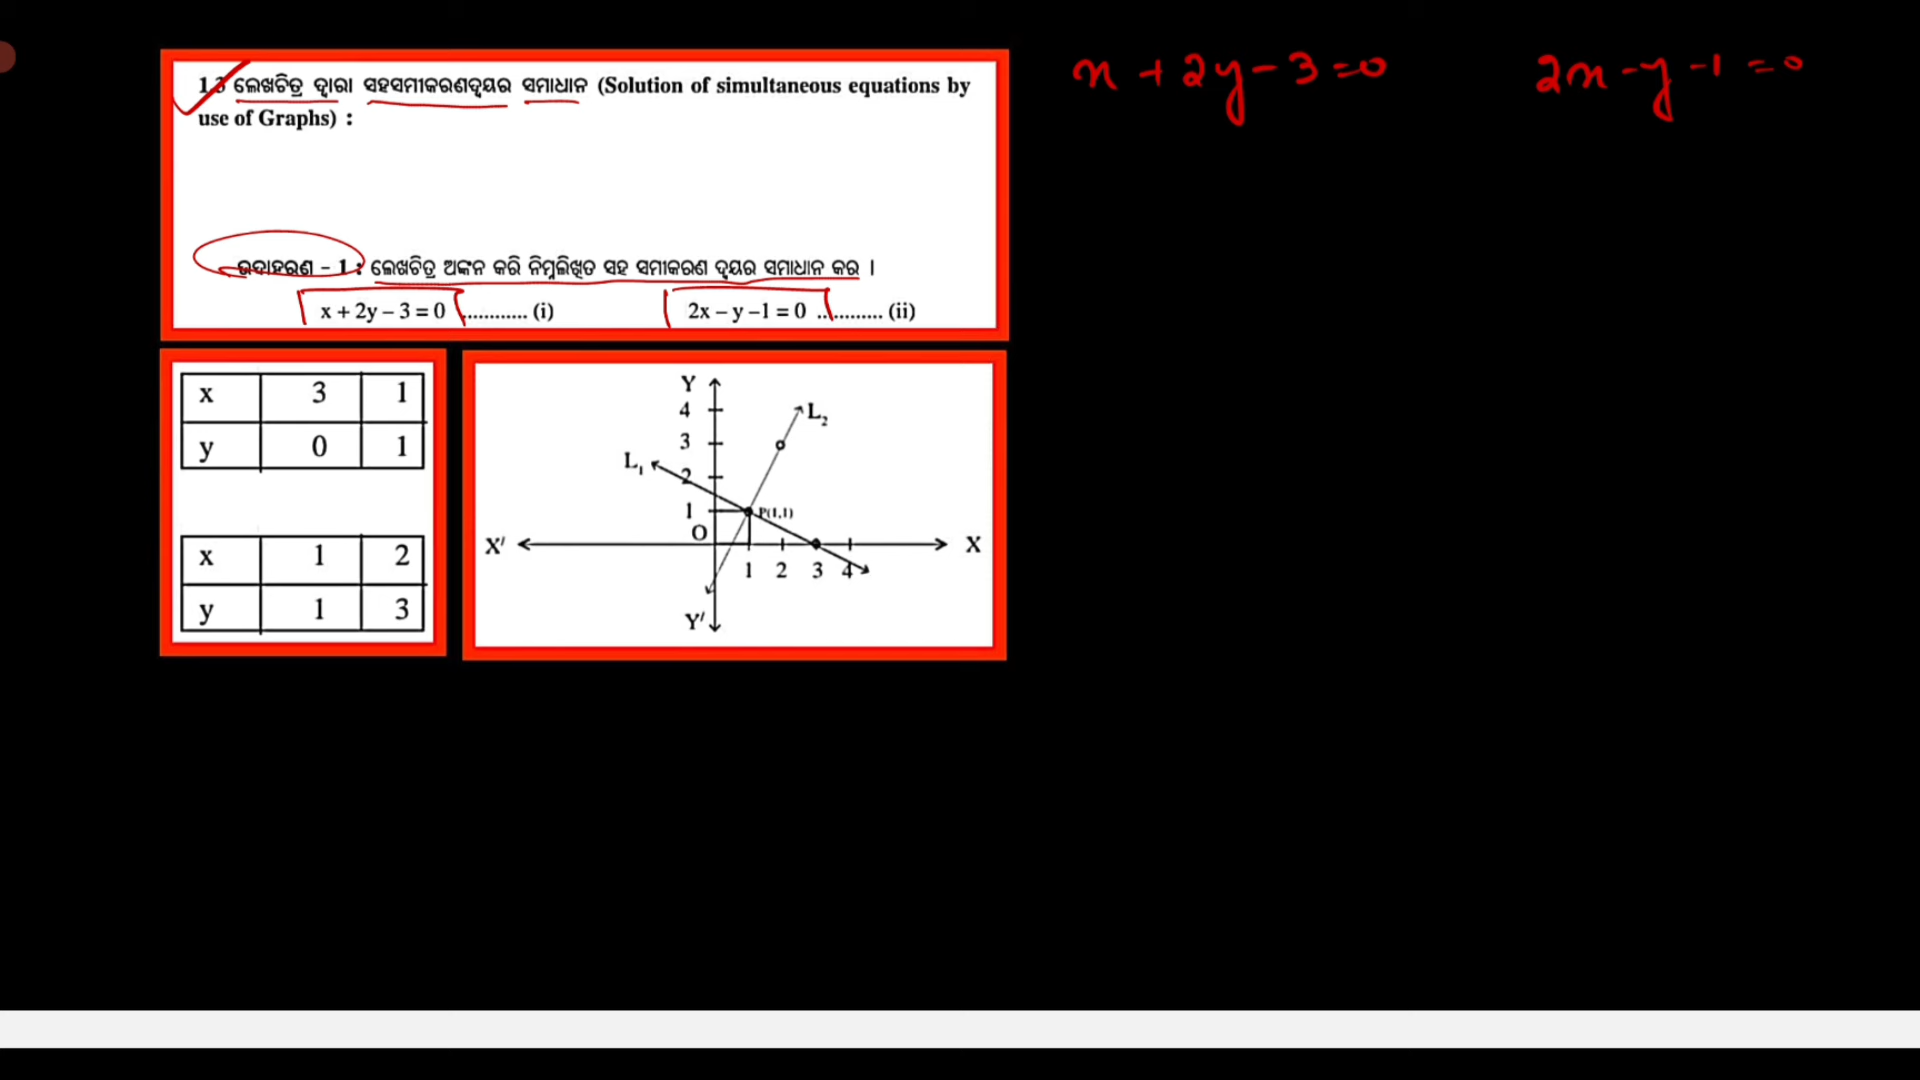 1.3 ଲେଖଚିତ୍ର ଦ୍ୱାରା ସହସମୀକରଣଦ୍ୱୟର ସମାଧାନ (Solution of simultaneous equations by
use of Graphs) :
x + 2y - 3 = 0 2x - y - 1 = 0
ଉଦାହରଣ – 1 : ଲେଖଚିତ୍ର ଅଙ୍କନ କରି ନିମ୍ନଲିଖିତ ସହ ସମୀକରଣ ଦ୍ୱୟର ସମାଧାନ କର ।
x + 2y – 3 = 0 ............ (i) 2x – y –1 = 0 ............ (ii)
x 3 1
y 0 1
x 1 2
y 1 3
Y
4 L₂
3
L₁ 2
1 P(1,1)
O
X′ X
1 2 3 4
Y′